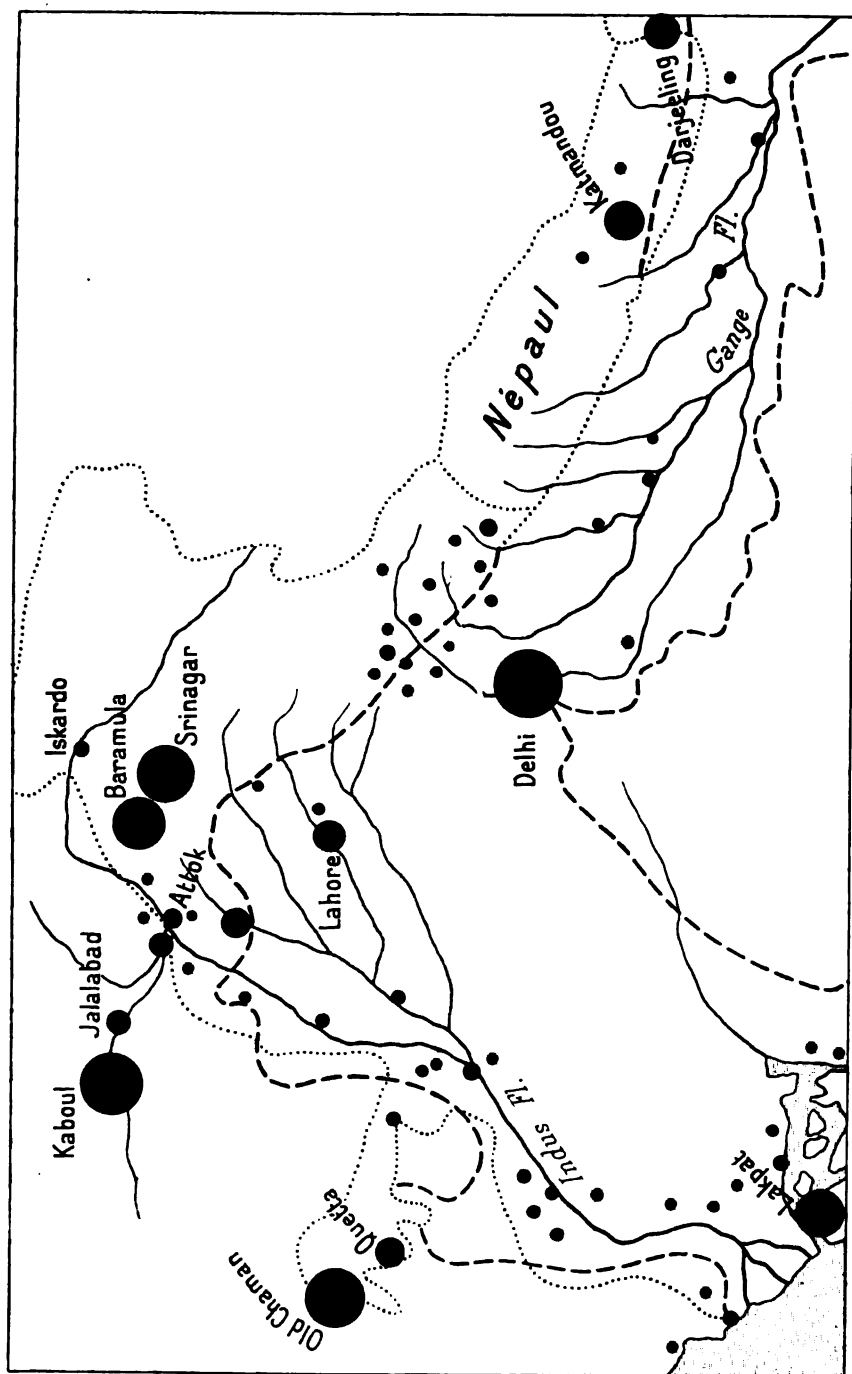 Iskardo
Baramula
Srinagar
Attok
Jalalabad
Kaboul
Lahore
Quetta
Old Chaman
Indus Fl.
Lakpat
Delhi
Népaul
Katmandou
Darjeeling
Gange Fl.